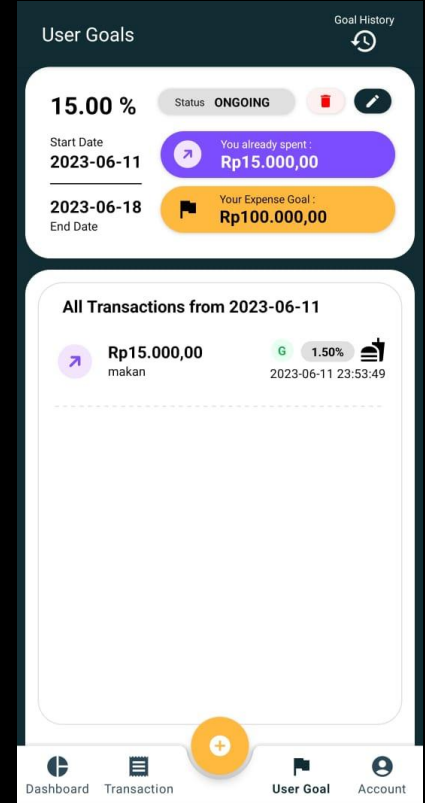 User Goals
Goal History
15.00 %
Status ONGOING
Start Date
2023-06-11
You already spent :
Rp15.000,00
2023-06-18
End Date
Your Expense Goal :
Rp100.000,00
All Transactions from 2023-06-11
Rp15.000,00
G 1.50%
makan
2023-06-11 23:53:49
Dashboard Transaction User Goal Account